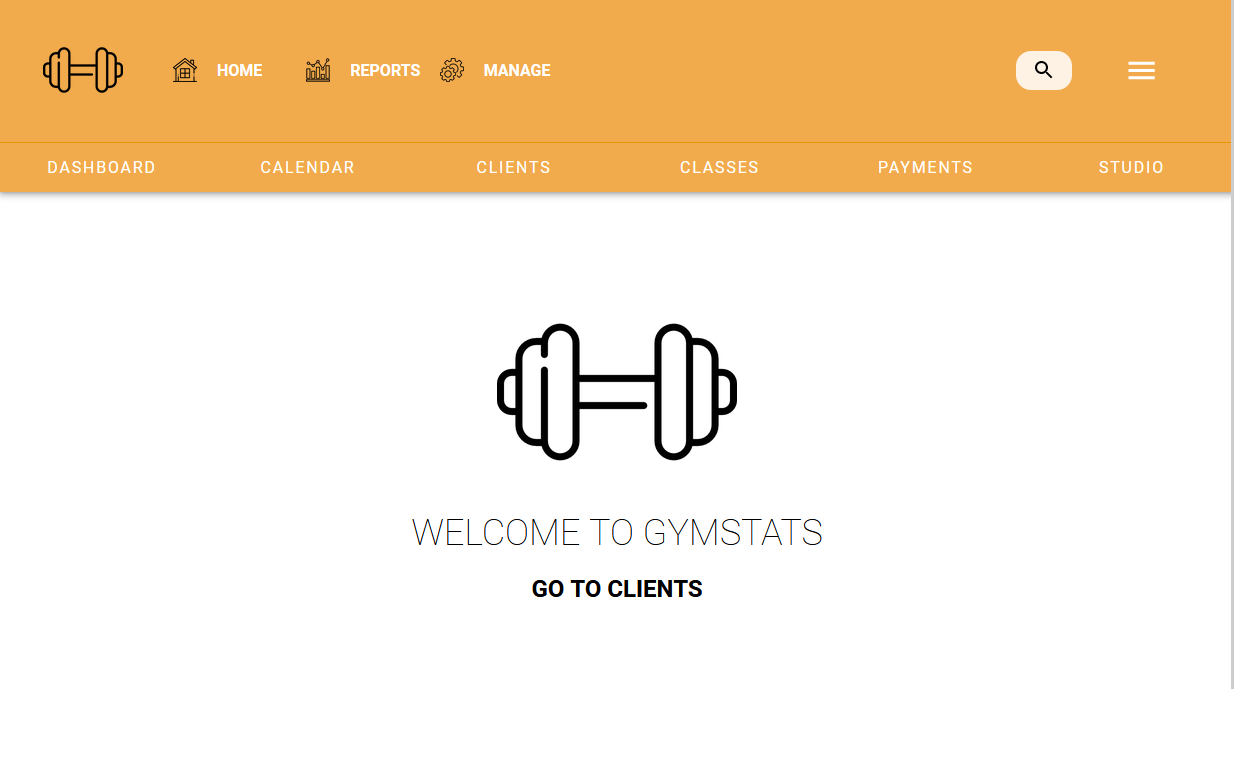 HOME REPORTS MANAGE
DASHBOARD CALENDAR CLIENTS CLASSES PAYMENTS STUDIO
WELCOME TO GYMSTATS
GO TO CLIENTS